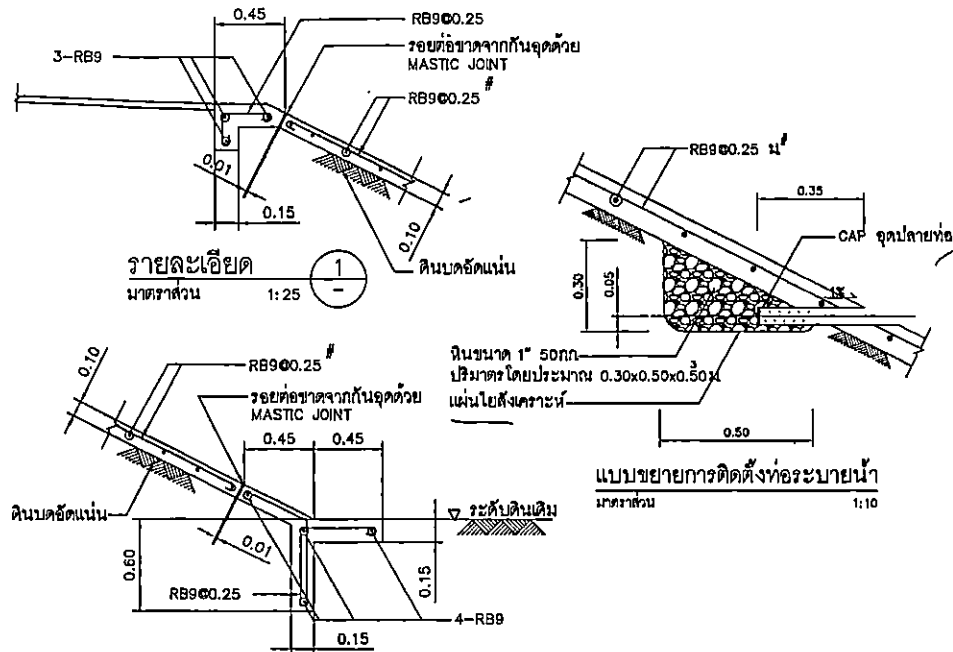 0.45
RB9@0.25
รอยต่อขาดจากกันอุดด้วย
MASTIC JOINT
3-RB9
RB9@0.25 #
0.01
0.15
0.10
ดินบดอัดแน่น
รายละเอียด
มาตราส่วน 1:25
1
-
RB9@0.25 ม#
0.35
CAP อุดปลายท่อ
0.30
0.05
หินขนาด 1" 50กก
ปริมาตรโดยประมาณ 0.30x0.50x0.50 ม3
แผ่นใยสังเคราะห์
0.50
แบบขยายการติดตั้งท่อระบายน้ำ
มาตราส่วน 1:10
0.10
RB9@0.25 #
รอยต่อขาดจากกันอุดด้วย
MASTIC JOINT
0.45
0.45
ดินบดอัดแน่น
ระดับดินเดิม
0.01
0.60
0.15
RB9@0.25
4-RB9
0.15